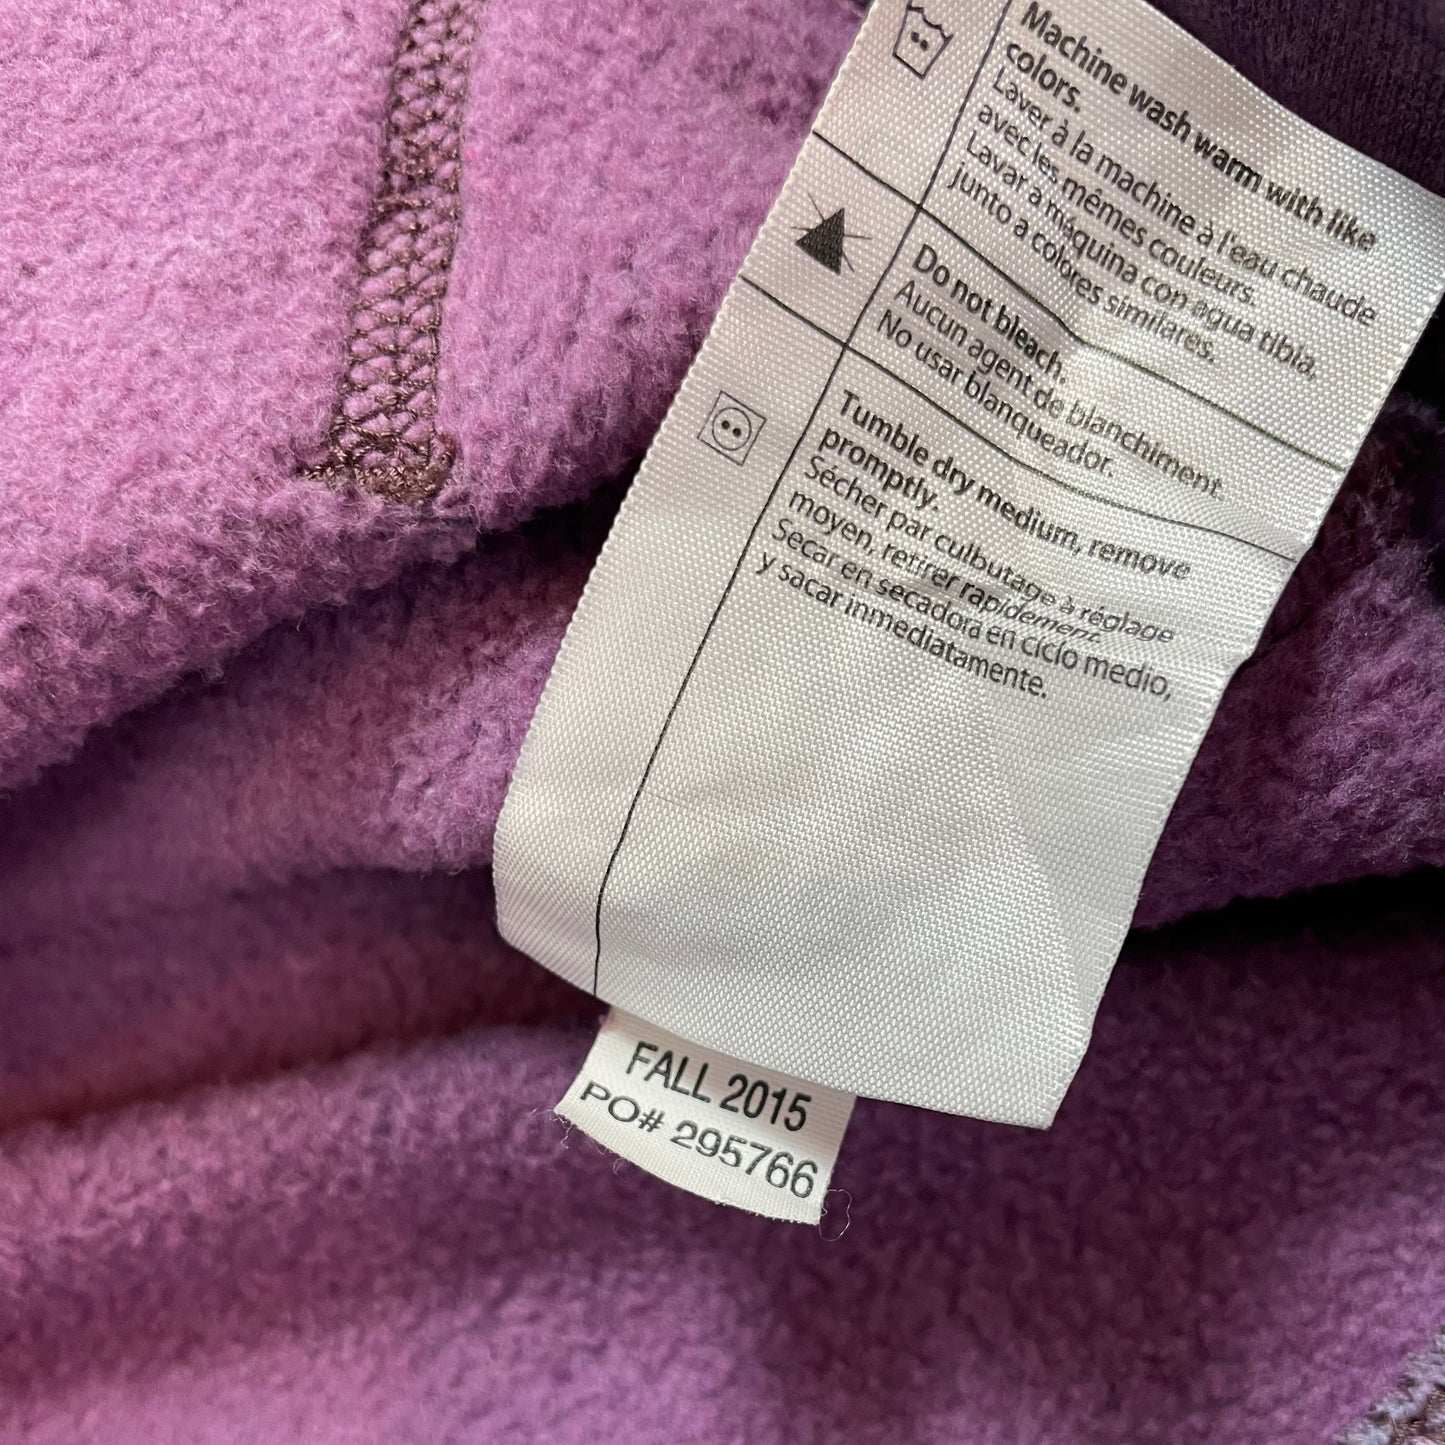 Machine wash warm with like
colors.
Laver à la machine à l'eau chaude
avec les mêmes couleurs.
Lavar a máquina con agua tibia,
junto a colores similares.
Do not bleach.
Aucun agent de blanchiment.
No usar blanqueador.
Tumble dry medium, remove
promptly.
Sécher par culbutage à réglage
moyen, retirer rapidement.
Secar en secadora en ciclo medio,
y sacar inmediatamente.
FALL 2015
PO# 295766